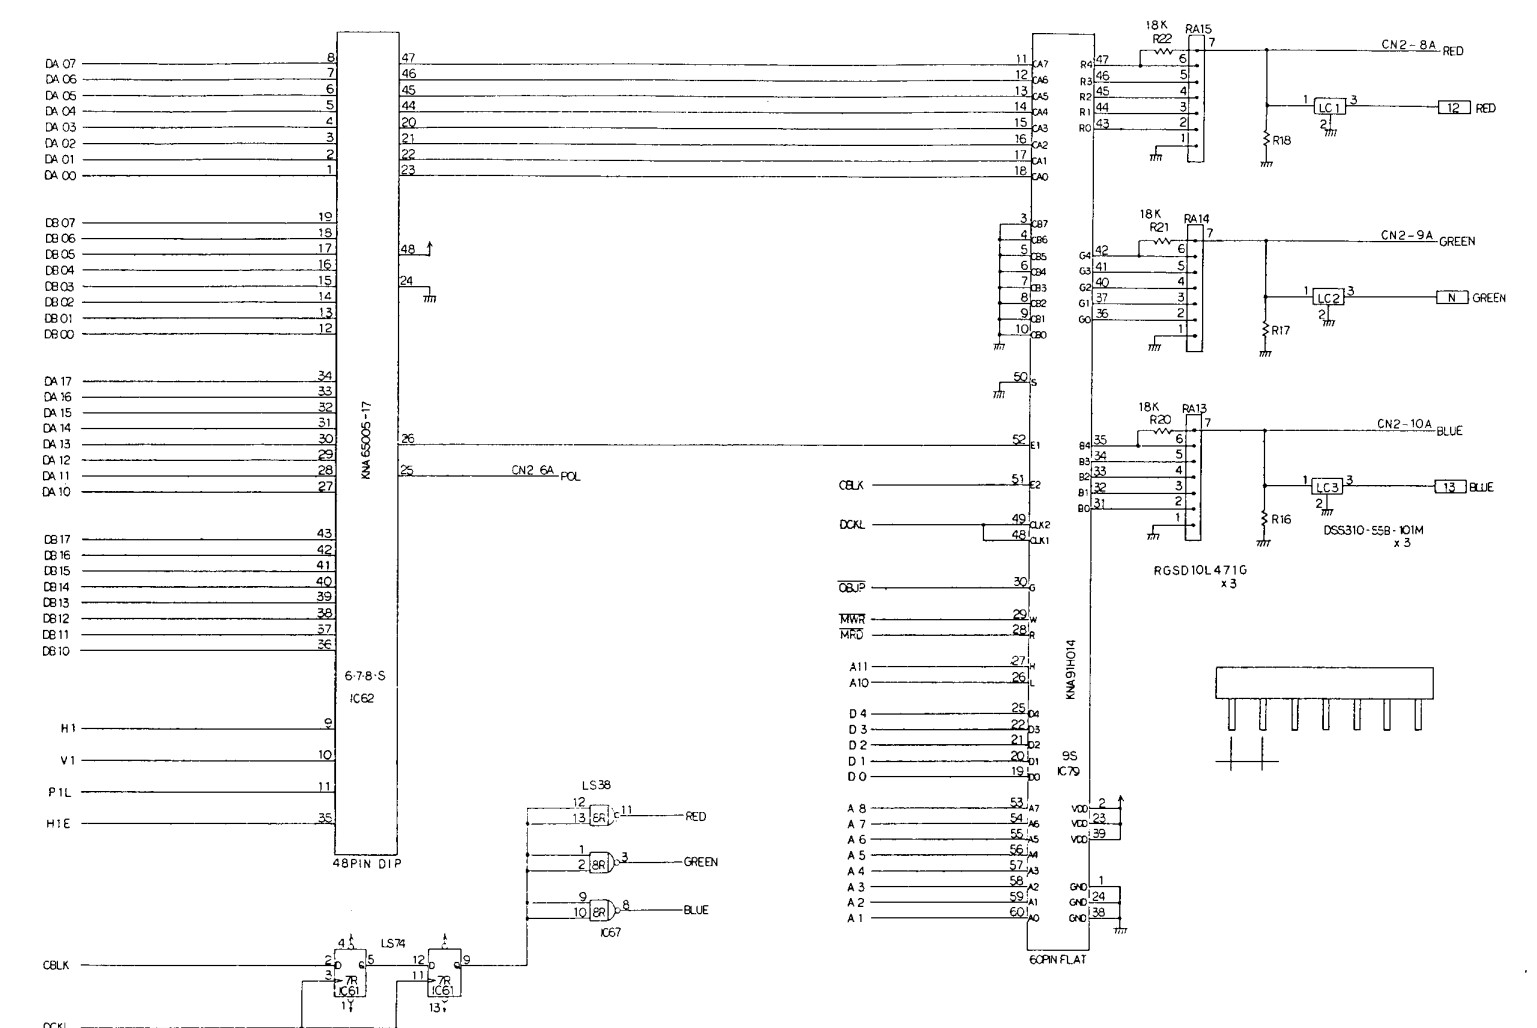 18K
R22
RA15
7
CN2-8A RED
DA 07 8 47 11 CA7 R4 47 6
DA 06 7 46 12 CA6 R3 46 5
DA 05 6 45 13 CA5 R2 45 4
DA 04 5 44 14 CA4 R1 44 3
DA 03 4 20 15 CA3 R0 43 2
DA 02 3 21 16 CA2 1
DA 01 2 22 17 CA1
DA 00 1 23 18 CA0
1 LC1 3 12 RED
2
R18
18K
R21
RA14
7
CN2-9A GREEN
DB 07 19 3 CB7
DB 06 18 4 CB6
DB 05 17 48 5 CB5 G4 42 6
DB 04 16 6 CB4 G3 41 5
DB 03 15 24 7 CB3 G2 40 4
DB 02 14 8 CB2 G1 37 3
DB 01 13 9 CB1 G0 36 2
DB 00 12 10 CB0 1
1 LC2 3 N GREEN
2
R17
50 S
18K
R20
RA13
7
CN2-10A BLUE
DA 17 34
DA 16 33
DA 15 32
DA 14 31
DA 13 30 26 52 E1 B4 35 6
DA 12 29 B3 34 5
DA 11 28 25 CN2 6A POL B2 33 4
DA 10 27 CBLK 51 E2 B1 32 3
B0 31 2
1
1 LC3 3 13 BLUE
2
R16
DSS310-55B-101M
x3
RGSD10L471G
x3
KNA65005-17
DCKL 49 CLK2
48 CLK1
DB 17 43
DB 16 42
DB 15 41
DB 14 40
DB 13 39
DB 12 38
DB 11 37
DB 10 36
OBJP 30 G
MWR 29 W
MRD 28 R
A11 27 H
A10 26 L
KNA91H014
6·7·8·S
IC62
D 4 25 D4
D 3 22 D3
D 2 21 D2
D 1 20 D1
D 0 19 D0
9S
IC79
H1 9
V1 10
P1L 11
H1E 35
48PIN DIP
A 8 53 A7 VDD 2
A 7 54 A6 VDD 23
A 6 55 A5 VDD 39
A 5 56 A4
A 4 57 A3
A 3 58 A2 GND 1
A 2 59 A1 GND 24
A 1 60 A0 GND 38
60PIN FLAT
LS38
12 13 8R 11 RED
1 2 8R 3 GREEN
9 10 8R 8 BLUE
IC67
LS74
4
CBLK 2 D Q 5 12 D Q 9
3 7R 11 7R
IC61 IC61
1 13
DCKL